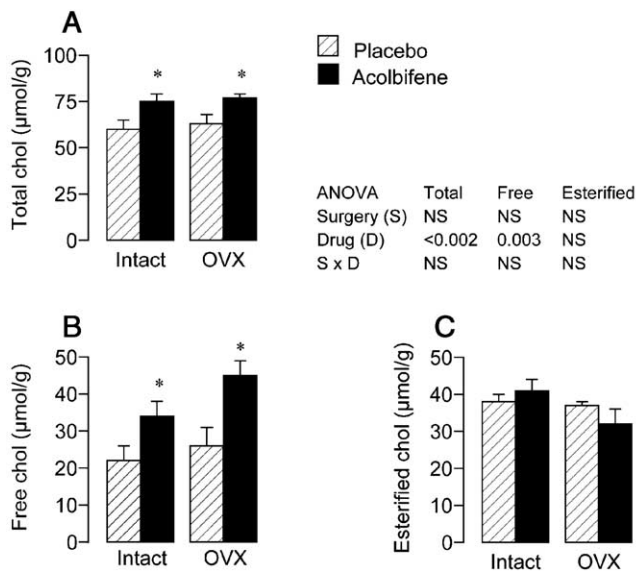 A
Total chol (µmol/g)
100
75
50
25
0
* *
Intact OVX
Placebo
Acolbifene
ANOVA Total Free Esterified
Surgery (S) NS NS NS
Drug (D) <0.002 0.003 NS
S x D NS NS NS
B
Free chol (µmol/g)
50
40
30
20
10
0
* *
Intact OVX
C
Esterified chol (µmol/g)
50
40
30
20
10
0
Intact OVX